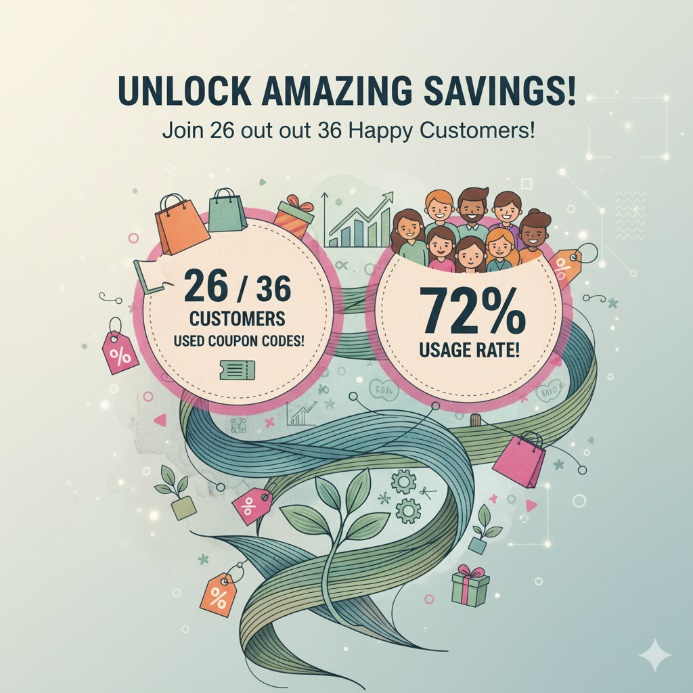 UNLOCK AMAZING SAVINGS!
Join 26 out out 36 Happy Customers!
26 / 36
CUSTOMERS
USED COUPON CODES!
72%
USAGE RATE!
%
%
%
%